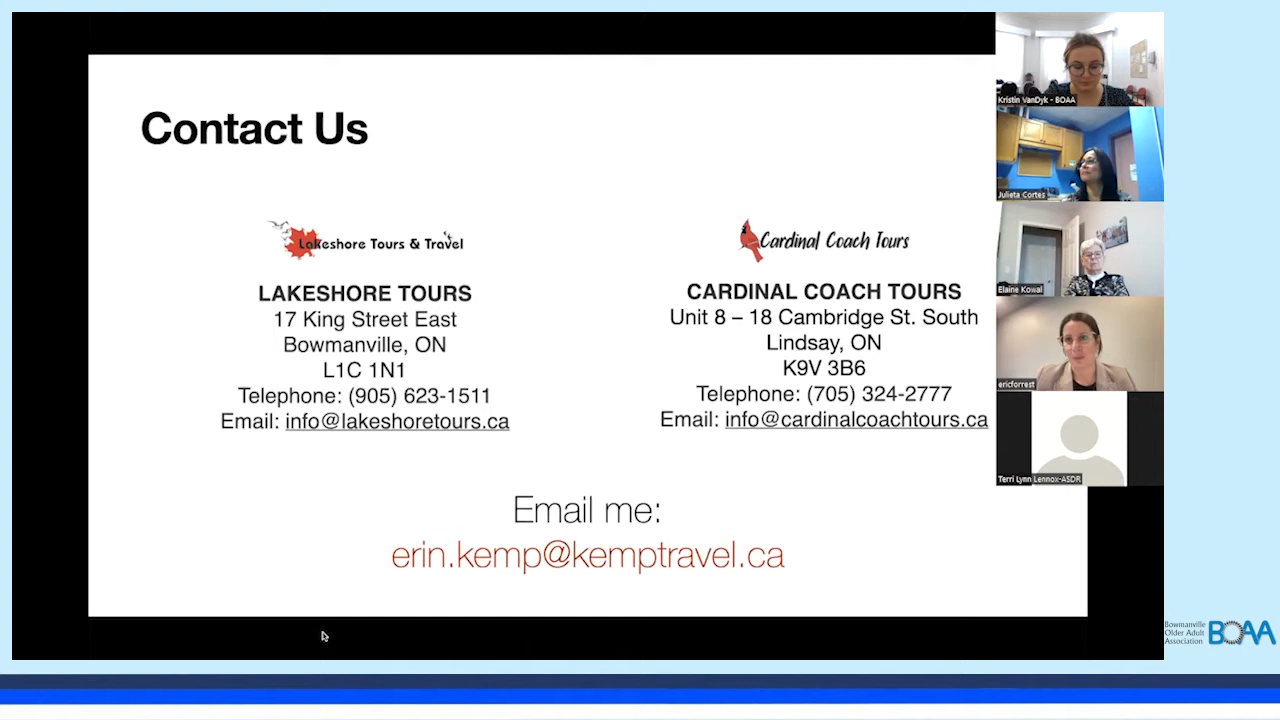 Contact Us
Lakeshore Tours & Travel
LAKESHORE TOURS
17 King Street East
Bowmanville, ON
L1C 1N1
Telephone: (905) 623-1511
Email: info@lakeshoretours.ca
Cardinal Coach Tours
CARDINAL COACH TOURS
Unit 8 – 18 Cambridge St. South
Lindsay, ON
K9V 3B6
Telephone: (705) 324-2777
Email: info@cardinalcoachtours.ca
Email me:
erin.kemp@kemptravel.ca
Kristin VanDyk - BOAA
Julieta Cortes
Elaine Kowal
ericforrest
Terri Lynn Lennox-ASDR
Bowmanville
Older Adult
Association
BOAA